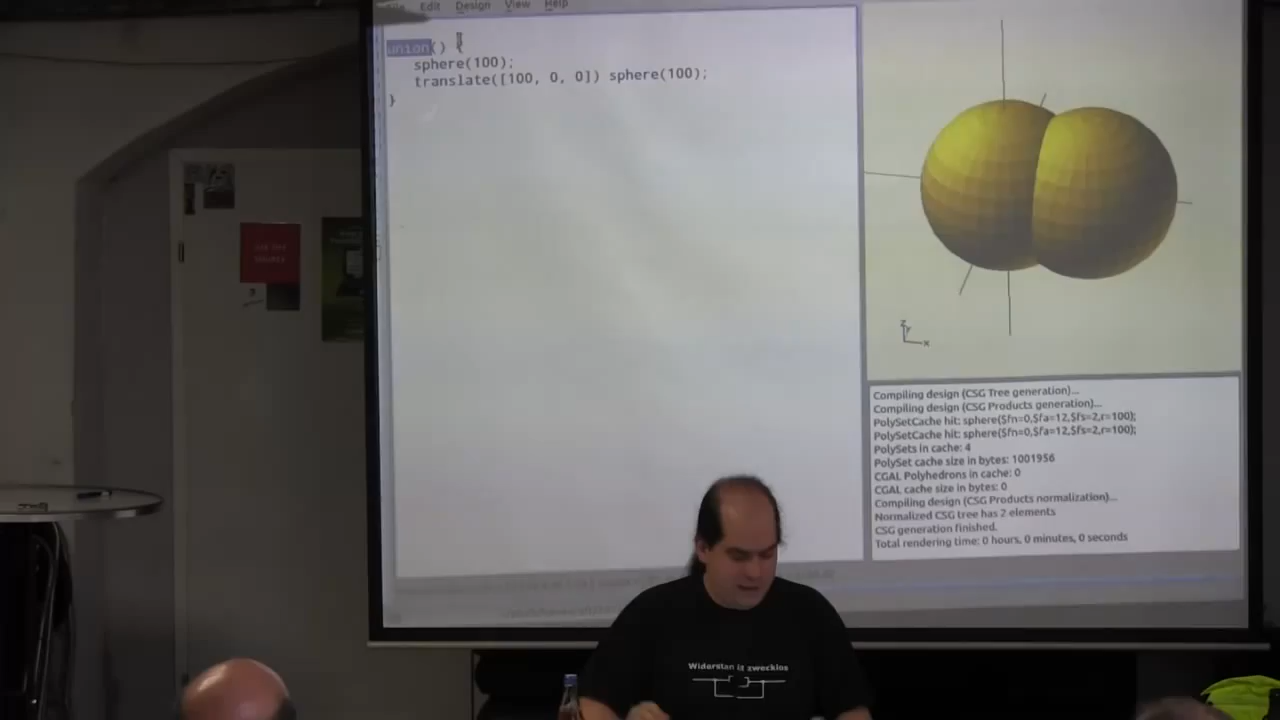 File Edit Design View Help
union() {
sphere(100);
translate([100, 0, 0]) sphere(100);
}
z
y
x
Compiling design (CSG Tree generation)...
Compiling design (CSG Products generation)...
PolySetCache hit: sphere($fn=0,$fa=12,$fs=2,r=100);
PolySetCache hit: sphere($fn=0,$fa=12,$fs=2,r=100);
PolySets in cache: 4
PolySet cache size in bytes: 1001956
CGAL Polyhedrons in cache: 0
CGAL cache size in bytes: 0
Compiling design (CSG Products normalization)...
Normalized CSG tree has 2 elements
CSG generation finished.
Total rendering time: 0 hours, 0 minutes, 0 seconds
Widerstan is zwecklos